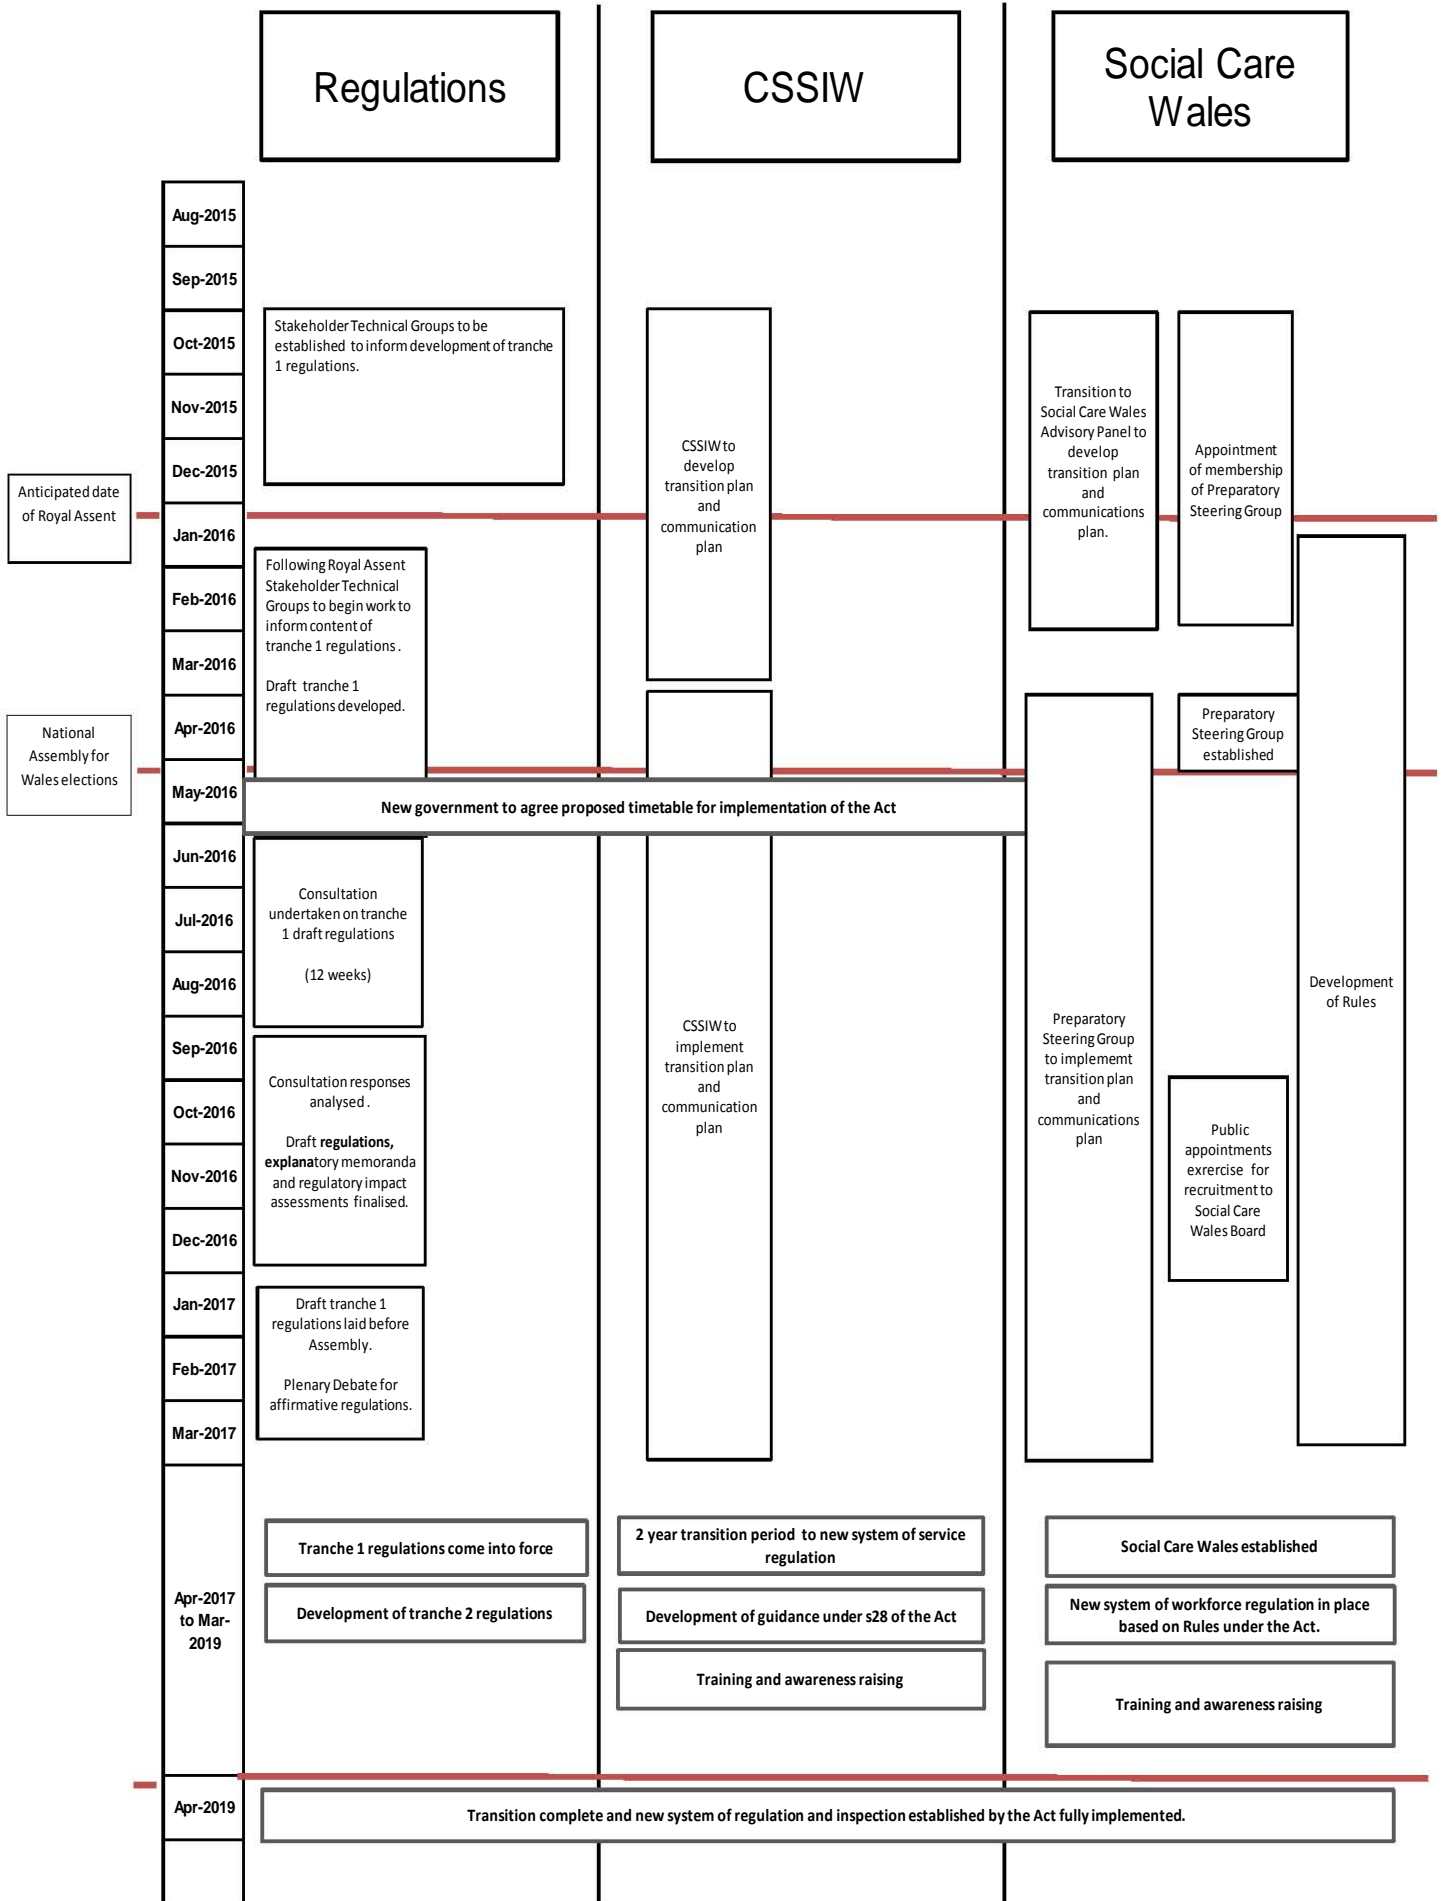 Regulations
CSSIW
Social Care
Wales
Aug-2015
Sep-2015
Oct-2015
Nov-2015
Dec-2015
Jan-2016
Feb-2016
Mar-2016
Apr-2016
May-2016
Jun-2016
Jul-2016
Aug-2016
Sep-2016
Oct-2016
Nov-2016
Dec-2016
Jan-2017
Feb-2017
Mar-2017
Apr-2017
to Mar-
2019
Apr-2019
Anticipated date
of Royal Assent
National
Assembly for
Wales elections
Stakeholder Technical Groups to be
established to inform development of tranche
1 regulations.
Following Royal Assent
Stakeholder Technical
Groups to begin work to
inform content of
tranche 1 regulations .
Draft tranche 1
regulations developed.
New government to agree proposed timetable for implementation of the Act
Consultation
undertaken on tranche
1 draft regulations
(12 weeks)
Consultation responses
analysed .
Draft regulations,
explanatory memoranda
and regulatory impact
assessments finalised.
Draft tranche 1
regulations laid before
Assembly.
Plenary Debate for
affirmative regulations.
Tranche 1 regulations come into force
Development of tranche 2 regulations
CSSIW to
develop
transition plan
and
communication
plan
CSSIW to
implement
transition plan
and
communication
plan
2 year transition period to new system of service
regulation
Development of guidance under s28 of the Act
Training and awareness raising
Transition to
Social Care Wales
Advisory Panel to
develop
transition plan
and
communications
plan.
Appointment
of membership
of Preparatory
Steering Group
Preparatory
Steering Group
established
Preparatory
Steering Group
to implememt
transition plan
and
communications
plan
Public
appointments
exrercise for
recruitment to
Social Care
Wales Board
Development
of Rules
Social Care Wales established
New system of workforce regulation in place
based on Rules under the Act.
Training and awareness raising
Transition complete and new system of regulation and inspection established by the Act fully implemented.